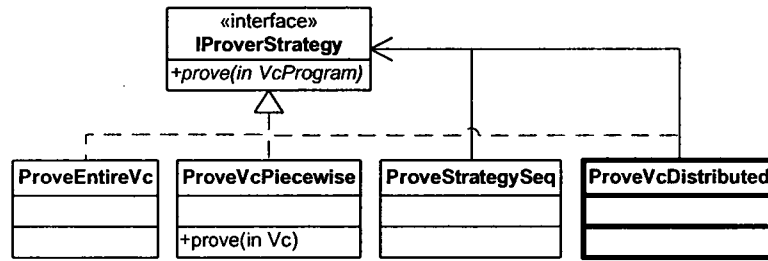 «interface»
IProverStrategy
+prove(in VcProgram)
ProveEntireVc
ProveVcPiecewise
ProveStrategySeq
ProveVcDistributed
+prove(in Vc)